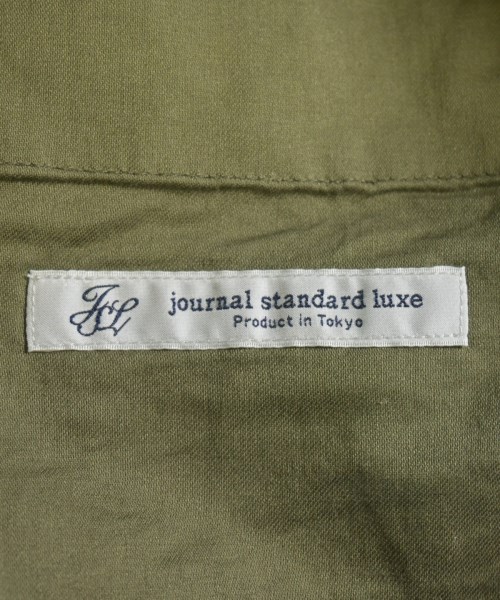 JSL journal standard luxe
Product in Tokyo